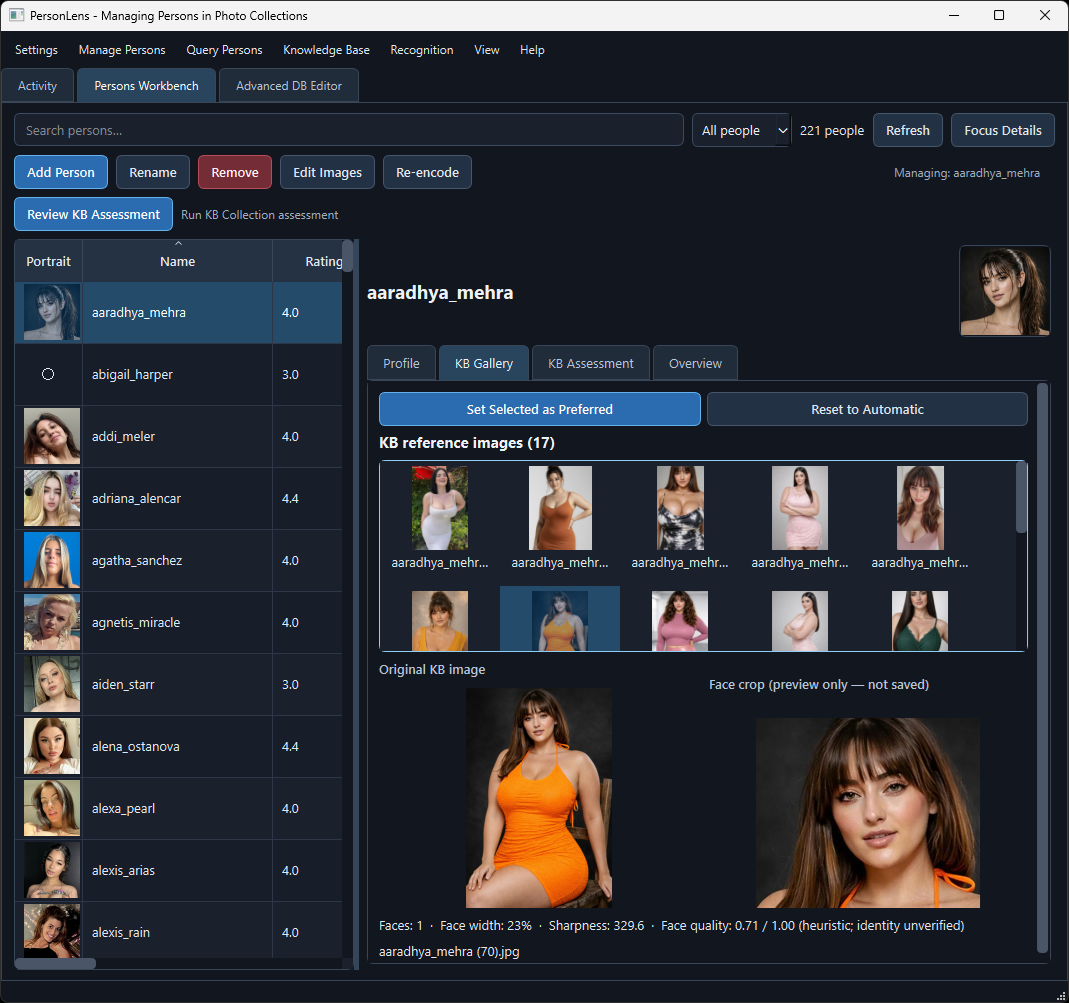 PersonLens - Managing Persons in Photo Collections
Settings Manage Persons Query Persons Knowledge Base Recognition View Help
Activity Persons Workbench Advanced DB Editor
Search persons... All people 221 people Refresh Focus Details
Add Person Rename Remove Edit Images Re-encode Managing: aaradhya_mehra
Review KB Assessment Run KB Collection assessment
Portrait Name Rating
aaradhya_mehra 4.0
abigail_harper 3.0
addi_meler 4.0
adriana_alencar 4.4
agatha_sanchez 4.0
agnetis_miracle 4.0
aiden_starr 3.0
alena_ostanova 4.4
alexa_pearl 4.0
alexis_arias 4.0
alexis_rain 4.0
aaradhya_mehra
Profile KB Gallery KB Assessment Overview
Set Selected as Preferred Reset to Automatic
KB reference images (17)
aaradhya_mehr... aaradhya_mehr... aaradhya_mehr... aaradhya_mehr... aaradhya_mehr...
Original KB image
Face crop (preview only — not saved)
Faces: 1 · Face width: 23% · Sharpness: 329.6 · Face quality: 0.71 / 1.00 (heuristic; identity unverified)
aaradhya_mehra (70).jpg